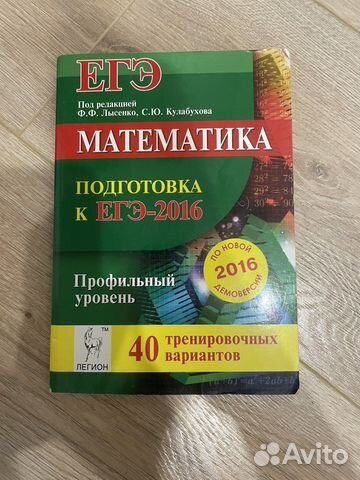 ЕГЭ
Под редакцией
Ф.Ф. Лысенко, С.Ю. Кулабухова
МАТЕМАТИКА
ПОДГОТОВКА
К ЕГЭ-2016
ПО НОВОЙ
2016
ДЕМОВЕРСИИ
Профильный
уровень
40 тренировочных
вариантов
ЛЕГИОН
Avito